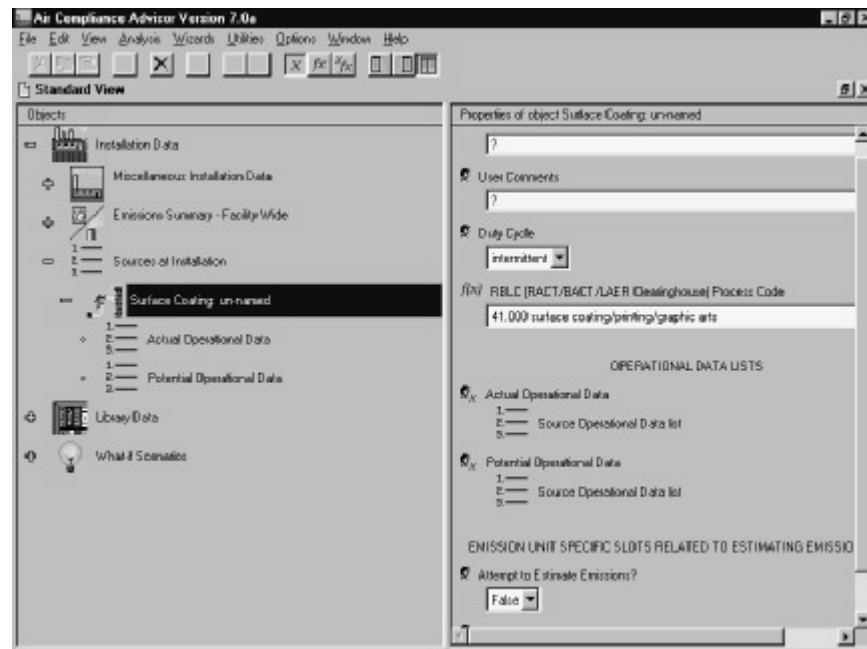 Air Compliance Advisor Version 7.0a
File Edit View Analysis Wizards Utilities Options Window Help
Standard View
Objects
Installation Data
Miscellaneous Installation Data
Emissions Summary - Facility Wide
Sources at Installation
Surface Coating: un-named
Actual Operational Data
Potential Operational Data
Library Data
What-if Scenarios
Properties of object Surface Coating: un-named
?
User Comments
?
Duty Cycle
intermittent
f(x) RBLC (RACT/BACT/LAER Clearinghouse) Process Code
41.000 surface coating/printing/graphic arts
OPERATIONAL DATA LISTS
Actual Operational Data
Source Operational Data list
Potential Operational Data
Source Operational Data list
EMISSION UNIT SPECIFIC SLOTS RELATED TO ESTIMATING EMISSIO
Attempt to Estimate Emissions?
False